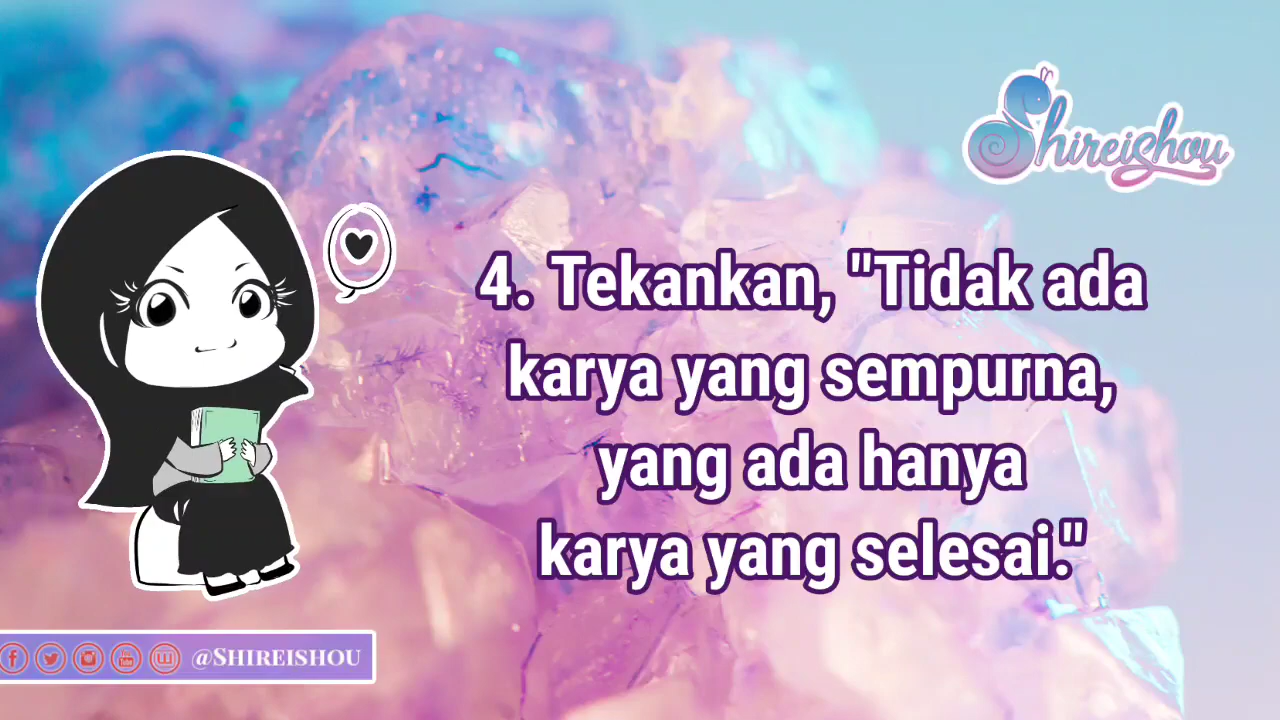 Shireishou
4. Tekankan, "Tidak ada
karya yang sempurna,
yang ada hanya
karya yang selesai."
@SHIREISHOU